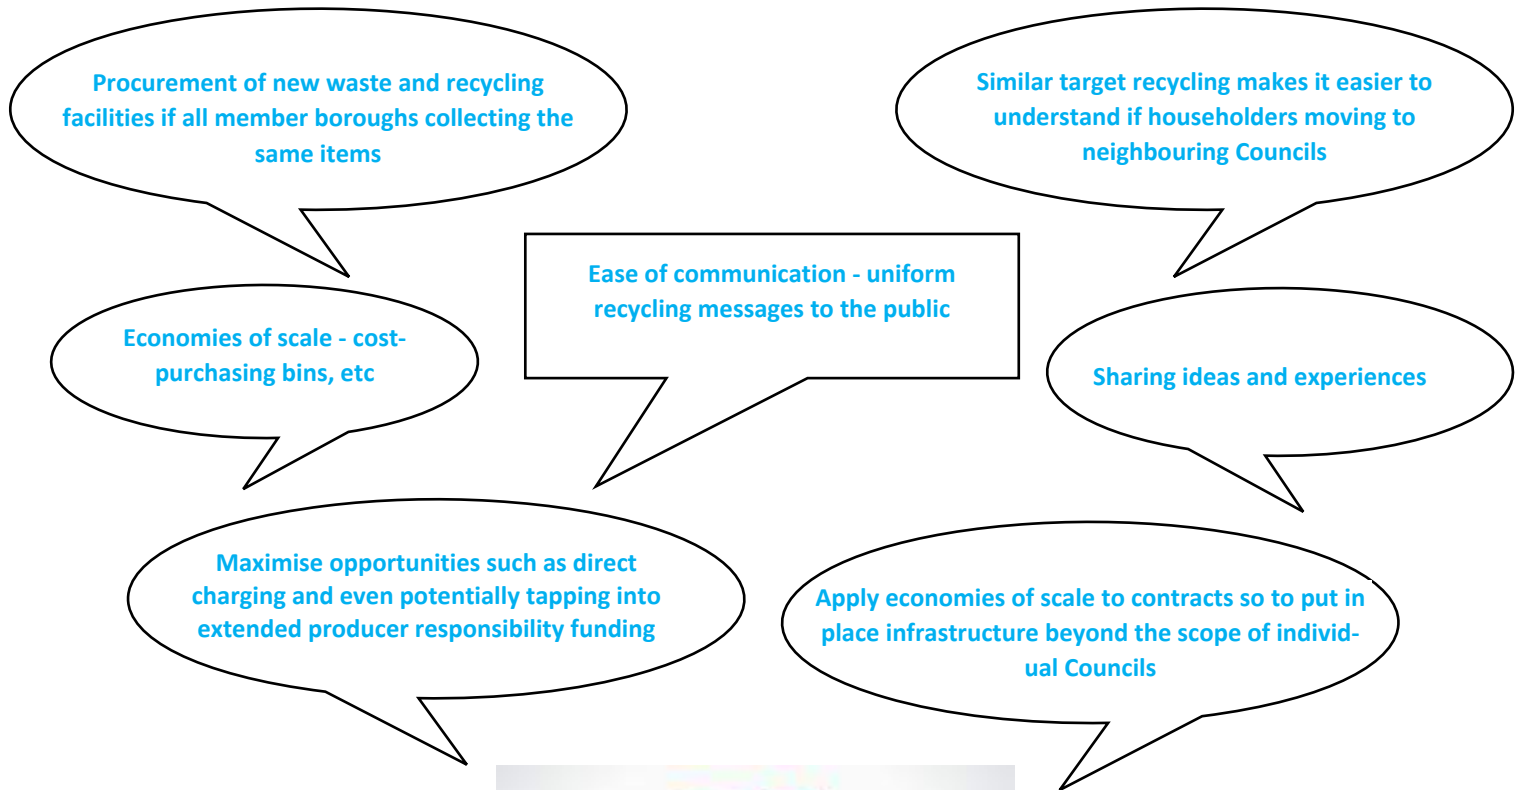 Procurement of new waste and recycling
facilities if all member boroughs collecting the
same items
Similar target recycling makes it easier to
understand if householders moving to
neighbouring Councils
Ease of communication - uniform
recycling messages to the public
Economies of scale - cost-
purchasing bins, etc
Sharing ideas and experiences
Maximise opportunities such as direct
charging and even potentially tapping into
extended producer responsibility funding
Apply economies of scale to contracts so to put in
place infrastructure beyond the scope of individ-
ual Councils